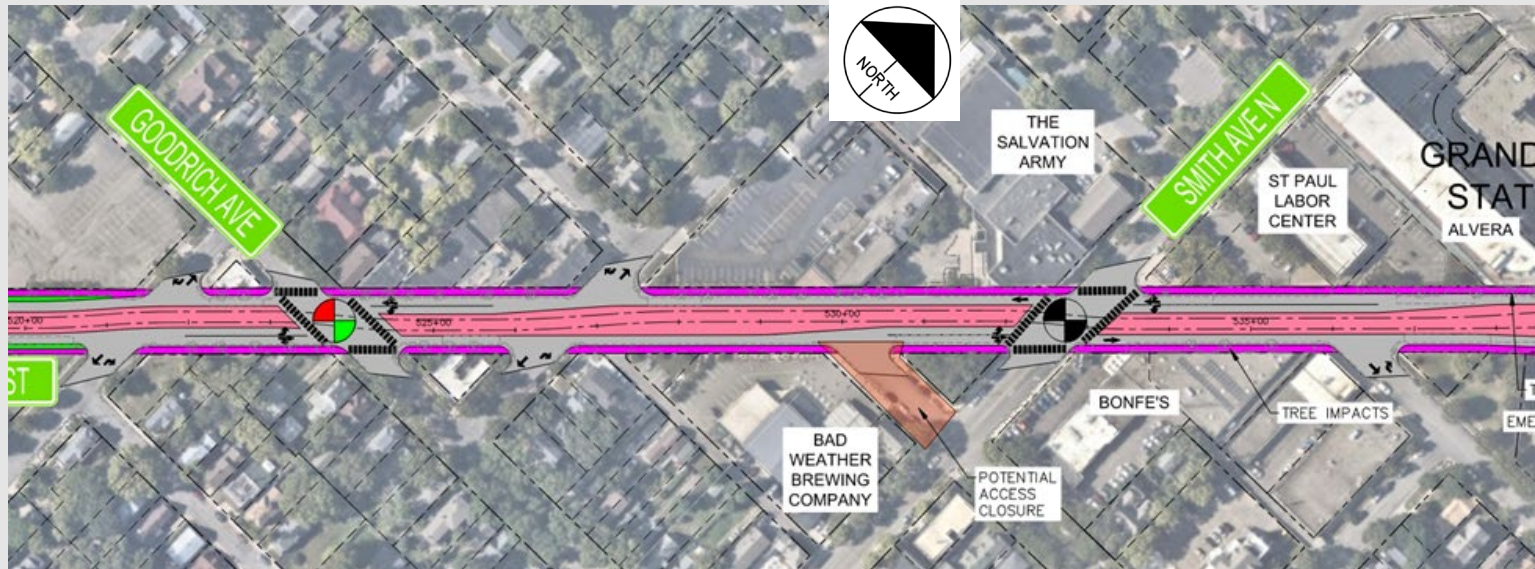 NORTH
GOODRICH AVE
SMITH AVE N
THE
SALVATION
ARMY
ST PAUL
LABOR
CENTER
GRAND
STAT
ALVERA
520+00
525+00
530+00
535+00
ST
BAD
WEATHER
BREWING
COMPANY
POTENTIAL
ACCESS
CLOSURE
BONFE'S
TREE IMPACTS
T
EME